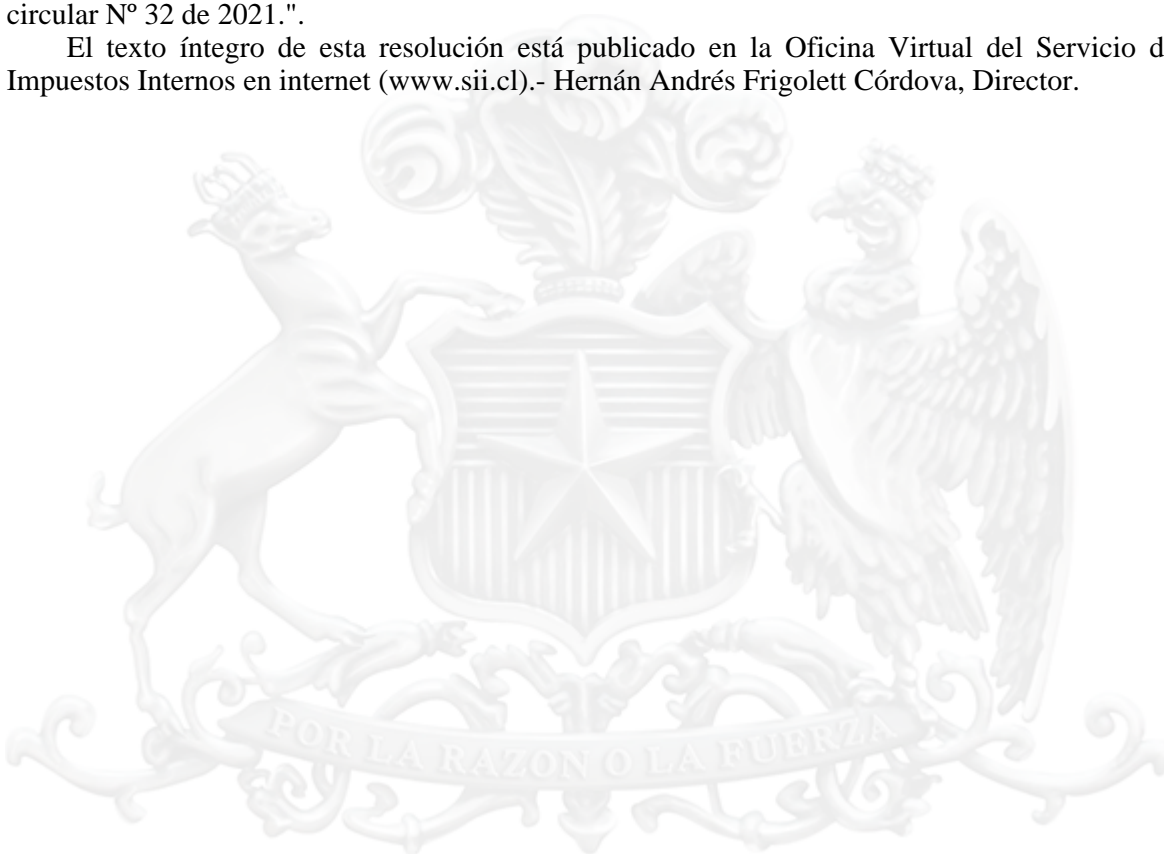 circular Nº 32 de 2021.".
El texto íntegro de esta resolución está publicado en la Oficina Virtual del Servicio d
Impuestos Internos en internet (www.sii.cl).- Hernán Andrés Frigolett Córdova, Director.
POR LA RAZON O LA FUERZA